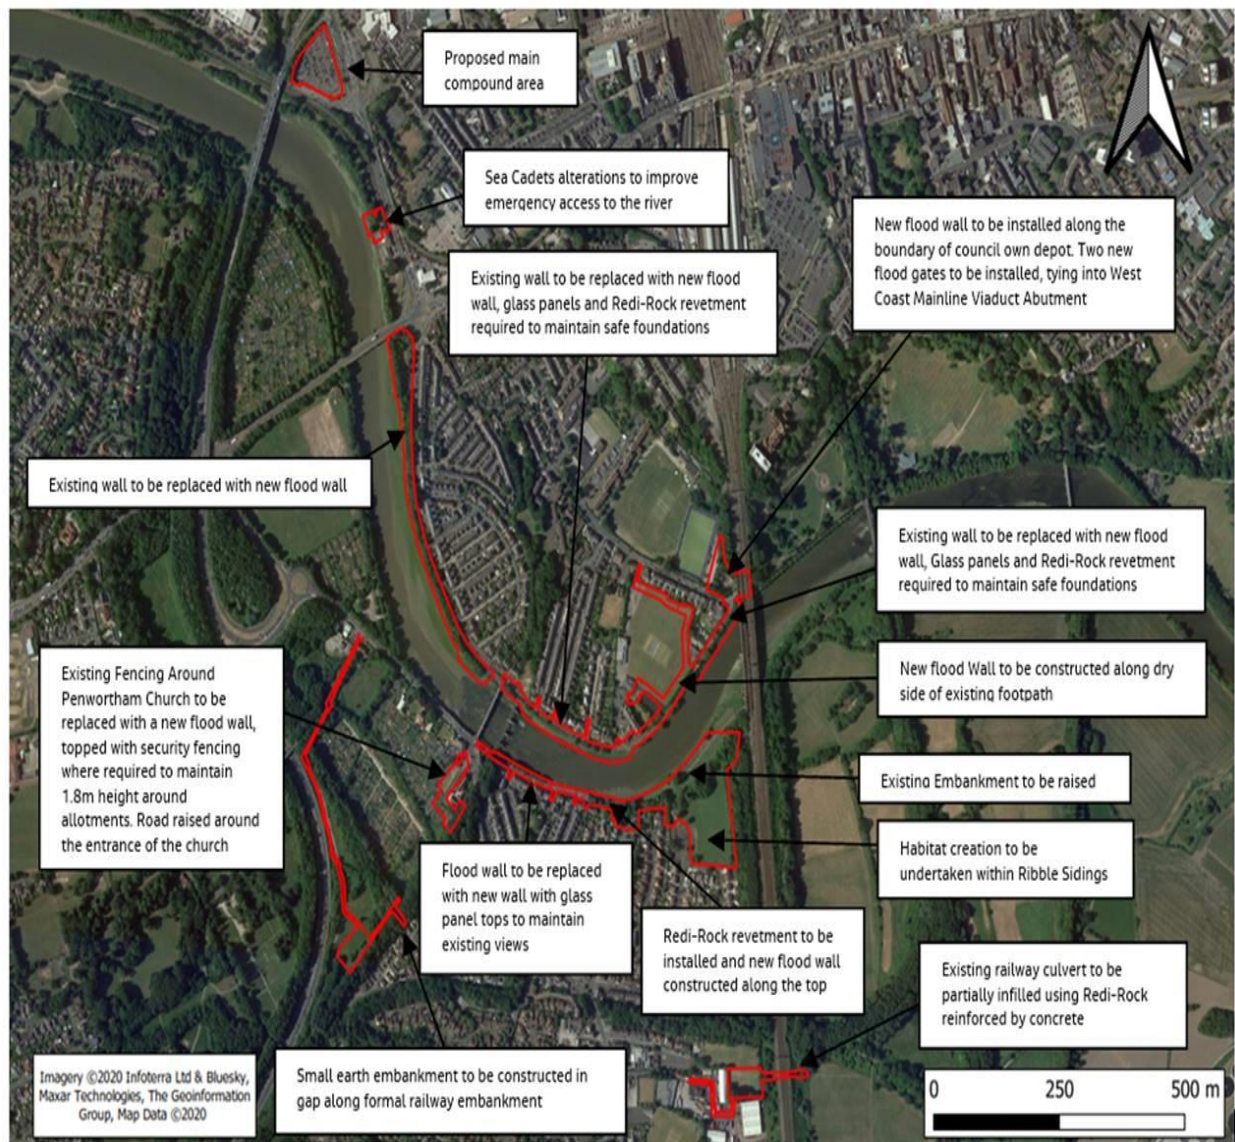 Proposed main
compound area
Sea Cadets alterations to improve
emergency access to the river
Existing wall to be replaced with new flood
wall, glass panels and Redi-Rock revetment
required to maintain safe foundations
New flood wall to be installed along the
boundary of council own depot. Two new
flood gates to be installed, tying into West
Coast Mainline Viaduct Abutment
Existing wall to be replaced with new flood wall
Existing wall to be replaced with new flood
wall, Glass panels and Redi-Rock revetment
required to maintain safe foundations
Existing Fencing Around
Penwortham Church to be
replaced with a new flood wall,
topped with security fencing
where required to maintain
1.8m height around
allotments. Road raised around
the entrance of the church
New flood Wall to be constructed along dry
side of existing footpath
Existing Embankment to be raised
Habitat creation to be
undertaken within Ribble Sidings
Flood wall to be replaced
with new wall with glass
panel tops to maintain
existing views
Redi-Rock revetment to be
installed and new flood wall
constructed along the top
Existing railway culvert to be
partially infilled using Redi-Rock
reinforced by concrete
Small earth embankment to be constructed in
gap along formal railway embankment
Imagery ©2020 Infoterra Ltd & Bluesky,
Maxar Technologies, The Geoinformation
Group, Map Data ©2020
0 250 500 m